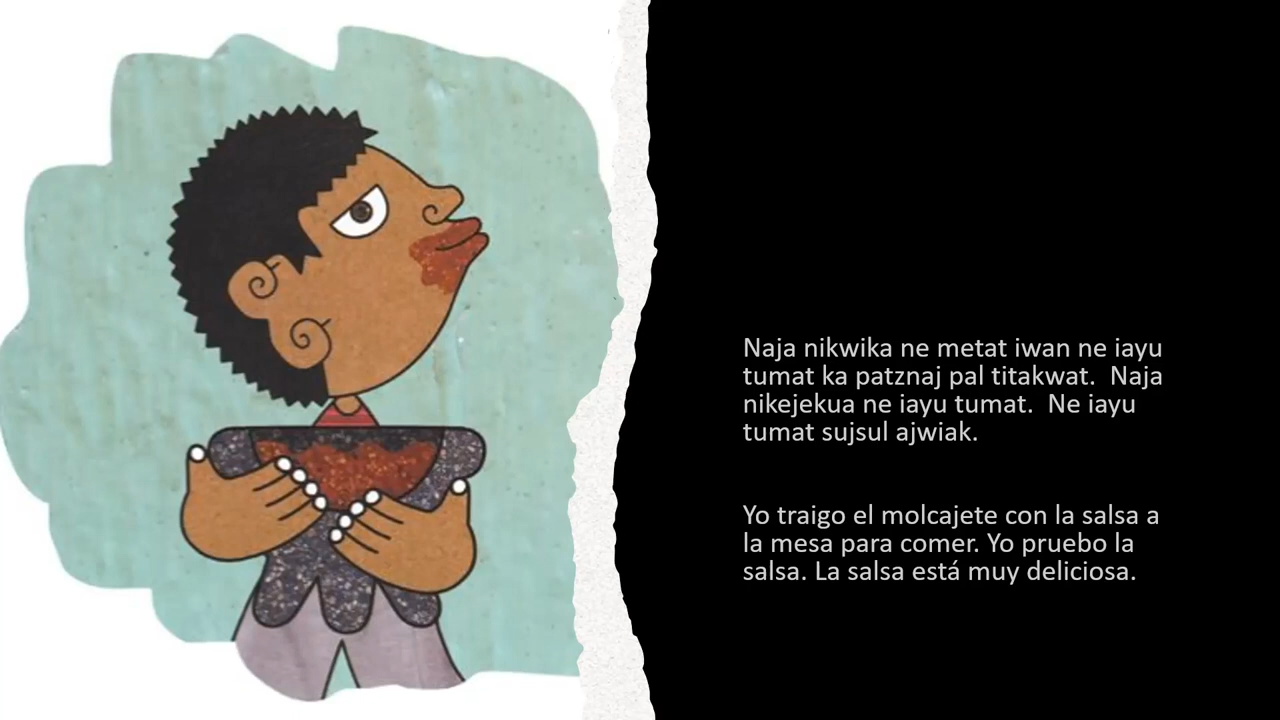 Naja nikwika ne metat iwan ne iayu
tumat ka patznaj pal titakwat.  Naja
nikejekua ne iayu tumat.  Ne iayu
tumat sujsul ajwiak.
Yo traigo el molcajete con la salsa a
la mesa para comer. Yo pruebo la
salsa. La salsa está muy deliciosa.